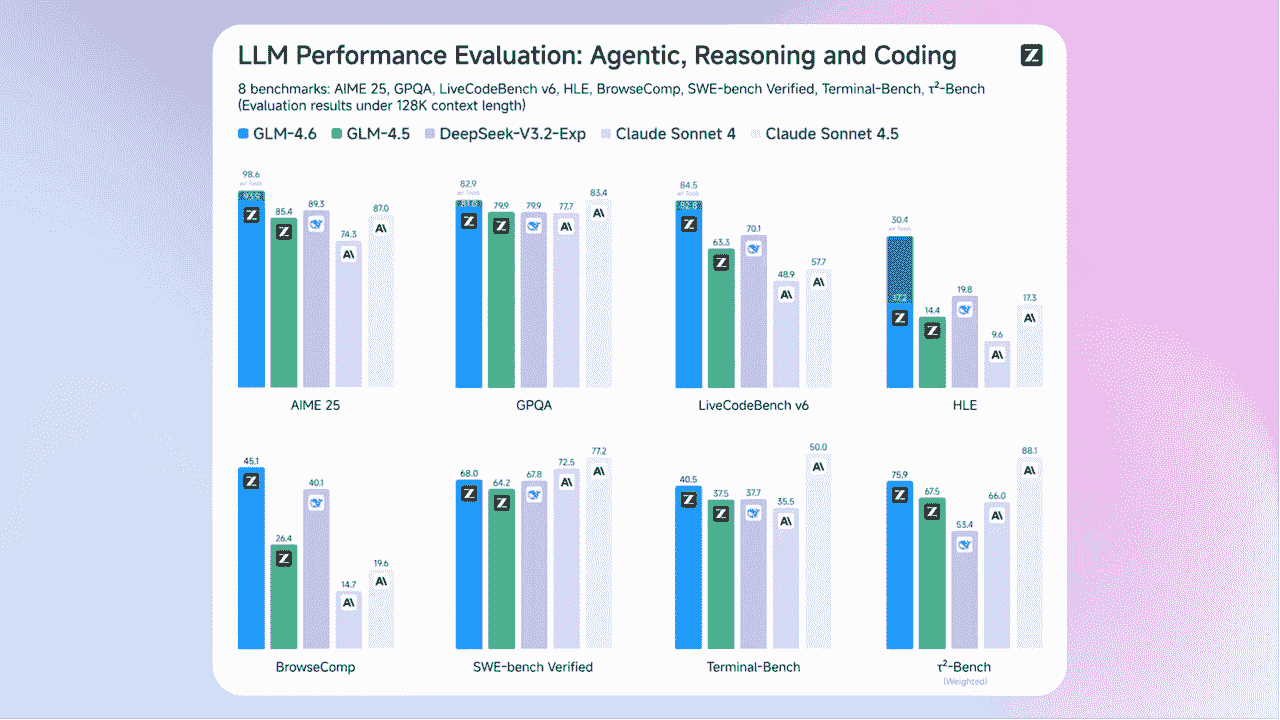 LLM Performance Evaluation: Agentic, Reasoning and Coding
Z
8 benchmarks: AIME 25, GPQA, LiveCodeBench v6, HLE, BrowseComp, SWE-bench Verified, Terminal-Bench, τ²-Bench
(Evaluation results under 128K context length)
GLM-4.6 GLM-4.5 DeepSeek-V3.2-Exp Claude Sonnet 4 Claude Sonnet 4.5
98.6
w/ Tools
Z
85.4
Z
89.3
74.3
A\
87.0
A\
AIME 25
82.9
w/ Tools
Z
79.9
Z
79.9
77.7
A\
83.4
A\
GPQA
84.5
w/ Tools
Z
63.3
Z
70.1
48.9
A\
57.7
A\
LiveCodeBench v6
30.4
w/ Tools
17.2
Z
14.4
Z
19.8
9.6
A\
17.3
A\
HLE
45.1
Z
26.4
Z
40.1
14.7
A\
19.6
A\
BrowseComp
68.0
Z
64.2
Z
67.8
72.5
A\
77.2
A\
SWE-bench Verified
40.5
Z
37.5
Z
37.7
35.5
A\
50.0
A\
Terminal-Bench
75.9
Z
67.5
Z
53.4
66.0
A\
88.1
A\
τ²-Bench
(Weighted)